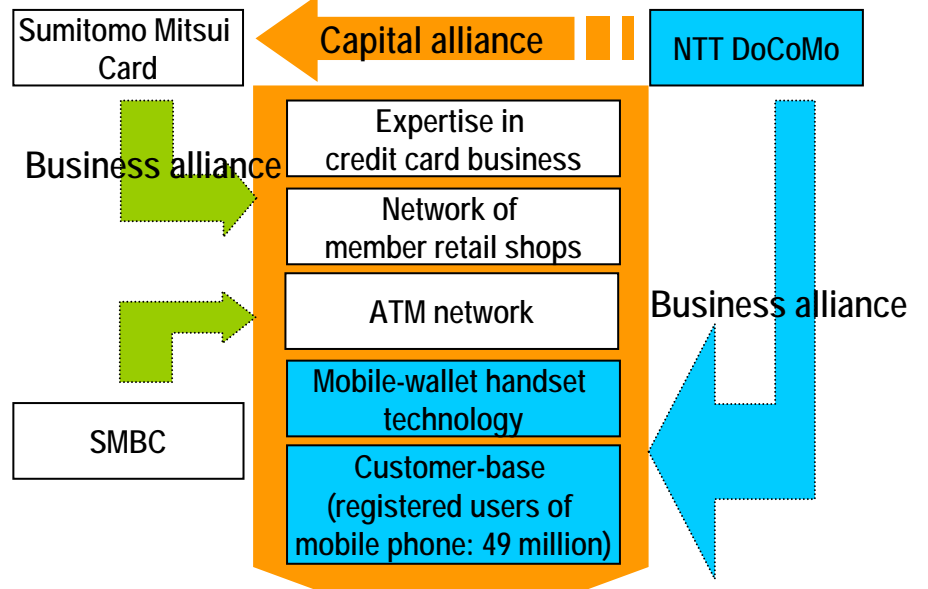 Sumitomo Mitsui
Card
Capital alliance
NTT DoCoMo
Expertise in
credit card business
Business alliance
Network of
member retail shops
ATM network
Business alliance
Mobile-wallet handset
technology
SMBC
Customer-base
(registered users of
mobile phone: 49 million)